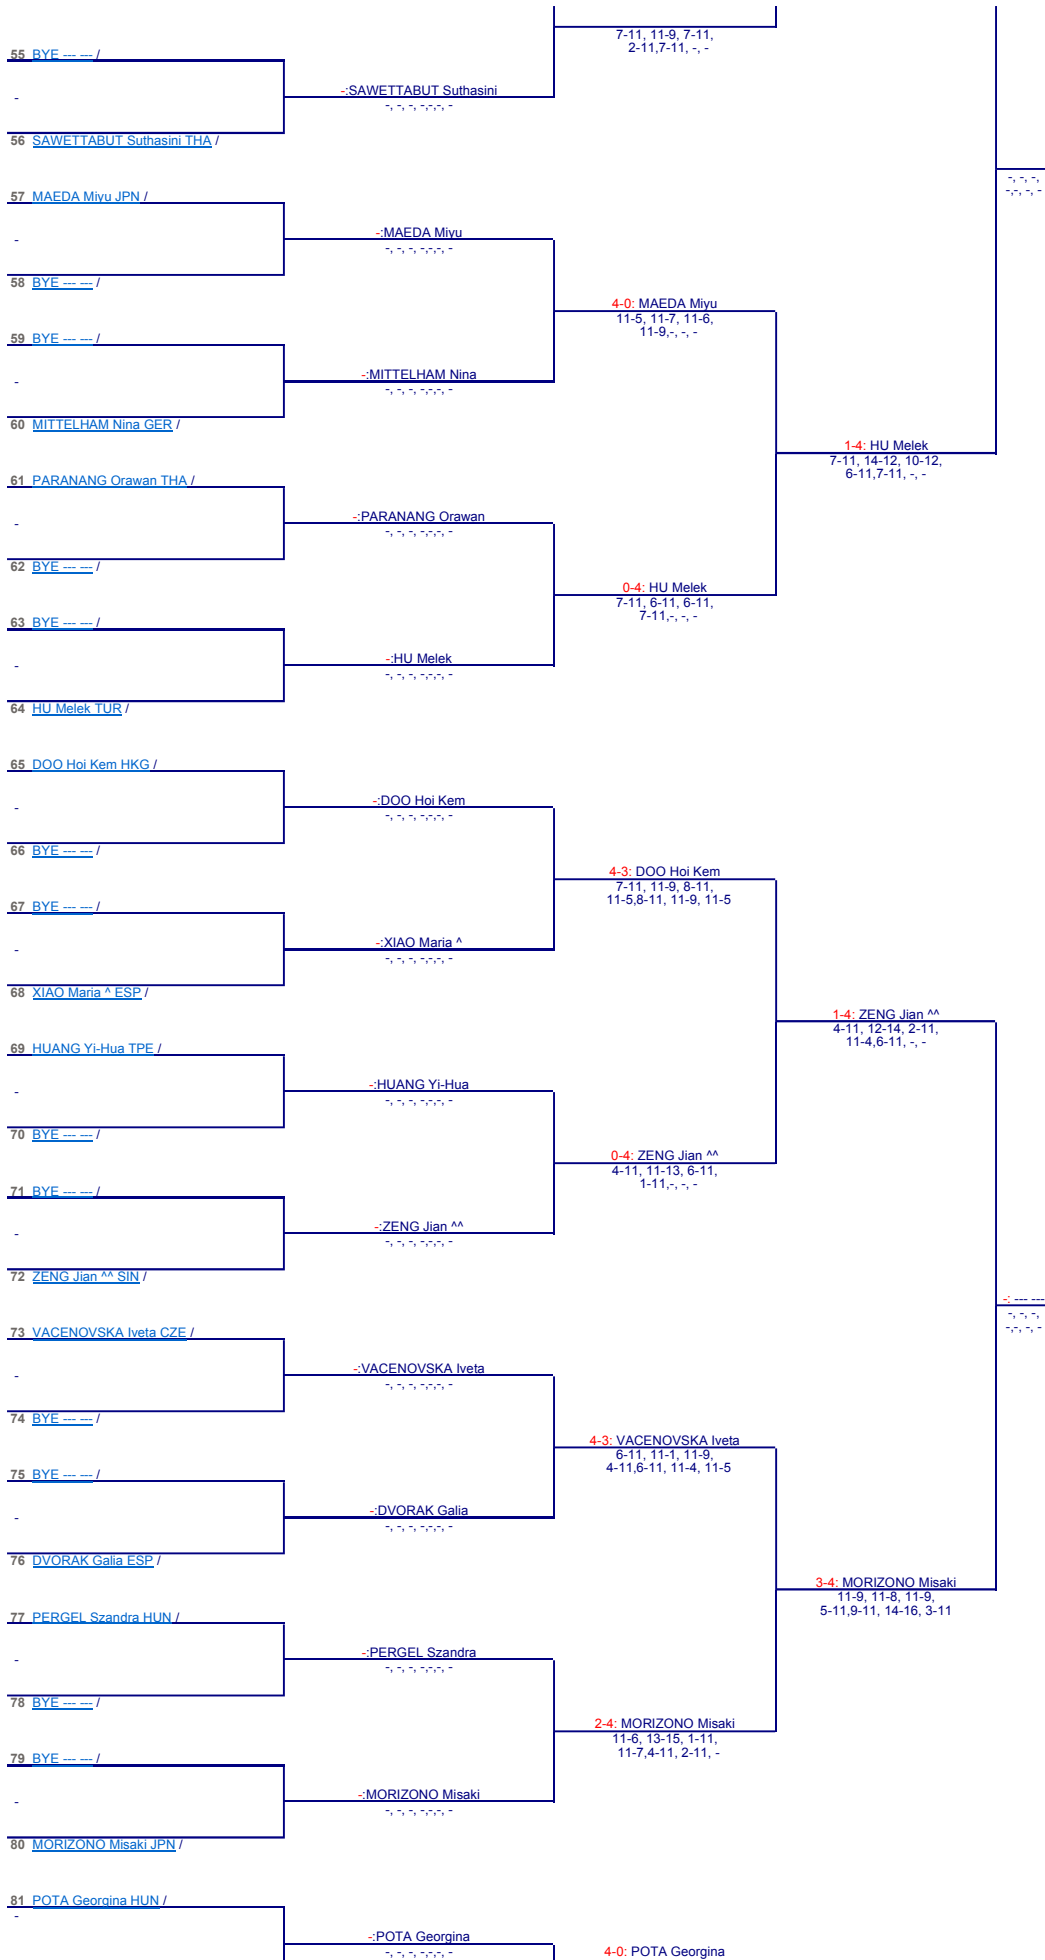 7-11, 11-9, 7-11,
2-11,7-11, -, -
55 BYE --- --- /
-
-:SAWETTABUT Suthasini
-, -, -, -,-,-, -
56 SAWETTABUT Suthasini THA /
-, -, -,
-,-, -, -
57 MAEDA Miyu JPN /
-
-:MAEDA Miyu
-, -, -, -,-,-, -
58 BYE --- --- /
4-0: MAEDA Miyu
11-5, 11-7, 11-6,
11-9,-, -, -
59 BYE --- --- /
-
-:MITTELHAM Nina
-, -, -, -,-,-, -
60 MITTELHAM Nina GER /
1-4: HU Melek
7-11, 14-12, 10-12,
6-11,7-11, -, -
61 PARANANG Orawan THA /
-
-:PARANANG Orawan
-, -, -, -,-,-, -
62 BYE --- --- /
0-4: HU Melek
7-11, 6-11, 6-11,
7-11,-, -, -
63 BYE --- --- /
-
-:HU Melek
-, -, -, -,-,-, -
64 HU Melek TUR /
65 DOO Hoi Kem HKG /
-
-:DOO Hoi Kem
-, -, -, -,-,-, -
66 BYE --- --- /
4-3: DOO Hoi Kem
7-11, 11-9, 8-11,
11-5,8-11, 11-9, 11-5
67 BYE --- --- /
-
-:XIAO Maria ^
-, -, -, -,-,-, -
68 XIAO Maria ^ ESP /
1-4: ZENG Jian ^^
4-11, 12-14, 2-11,
11-4,6-11, -, -
69 HUANG Yi-Hua TPE /
-
-:HUANG Yi-Hua
-, -, -, -,-,-, -
70 BYE --- --- /
0-4: ZENG Jian ^^
4-11, 11-13, 6-11,
1-11,-, -, -
71 BYE --- --- /
-
-:ZENG Jian ^^
-, -, -, -,-,-, -
72 ZENG Jian ^^ SIN /
-: --- ---
-, -, -,
-,-, -, -
73 VACENOVSKA Iveta CZE /
-
-:VACENOVSKA Iveta
-, -, -, -,-,-, -
74 BYE --- --- /
4-3: VACENOVSKA Iveta
6-11, 11-1, 11-9,
4-11,6-11, 11-4, 11-5
75 BYE --- --- /
-
-:DVORAK Galia
-, -, -, -,-,-, -
76 DVORAK Galia ESP /
3-4: MORIZONO Misaki
11-9, 11-8, 11-9,
5-11,9-11, 14-16, 3-11
77 PERGEL Szandra HUN /
-
-:PERGEL Szandra
-, -, -, -,-,-, -
78 BYE --- --- /
2-4: MORIZONO Misaki
11-6, 13-15, 1-11,
11-7,4-11, 2-11, -
79 BYE --- --- /
-
-:MORIZONO Misaki
-, -, -, -,-,-, -
80 MORIZONO Misaki JPN /
81 POTA Georgina HUN /
-
-:POTA Georgina
-, -, -, -,-,-, -
4-0: POTA Georgina